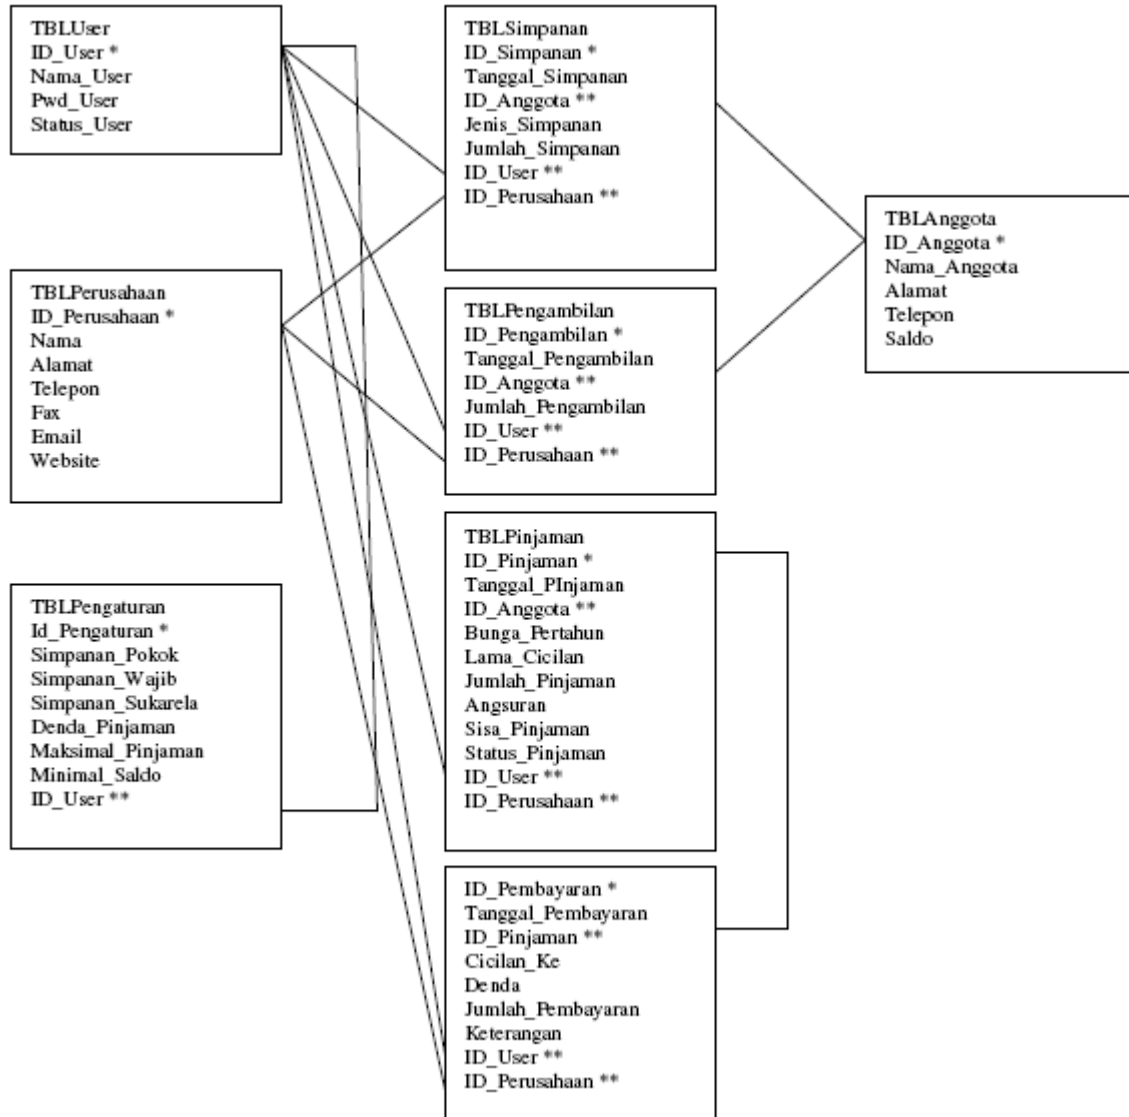 TBLUser
ID_User *
Nama_User
Pwd_User
Status_User
TBLPerusahaan
ID_Perusahaan *
Nama
Alamat
Telepon
Fax
Email
Website
TBLPengaturan
Id_Pengaturan *
Simpanan_Pokok
Simpanan_Wajib
Simpanan_Sukarela
Denda_Pinjaman
Maksimal_Pinjaman
Minimal_Saldo
ID_User **
TBLSimpanan
ID_Simpanan *
Tanggal_Simpanan
ID_Anggota **
Jenis_Simpanan
Jumlah_Simpanan
ID_User **
ID_Perusahaan **
TBLPengambilan
ID_Pengambilan *
Tanggal_Pengambilan
ID_Anggota **
Jumlah_Pengambilan
ID_User **
ID_Perusahaan **
TBLPinjaman
ID_Pinjaman *
Tanggal_PInjaman
ID_Anggota **
Bunga_Pertahun
Lama_Cicilan
Jumlah_Pinjaman
Angsuran
Sisa_Pinjaman
Status_Pinjaman
ID_User **
ID_Perusahaan **
ID_Pembayaran *
Tanggal_Pembayaran
ID_Pinjaman **
Cicilan_Ke
Denda
Jumlah_Pembayaran
Keterangan
ID_User **
ID_Perusahaan **
TBLAnggota
ID_Anggota *
Nama_Anggota
Alamat
Telepon
Saldo